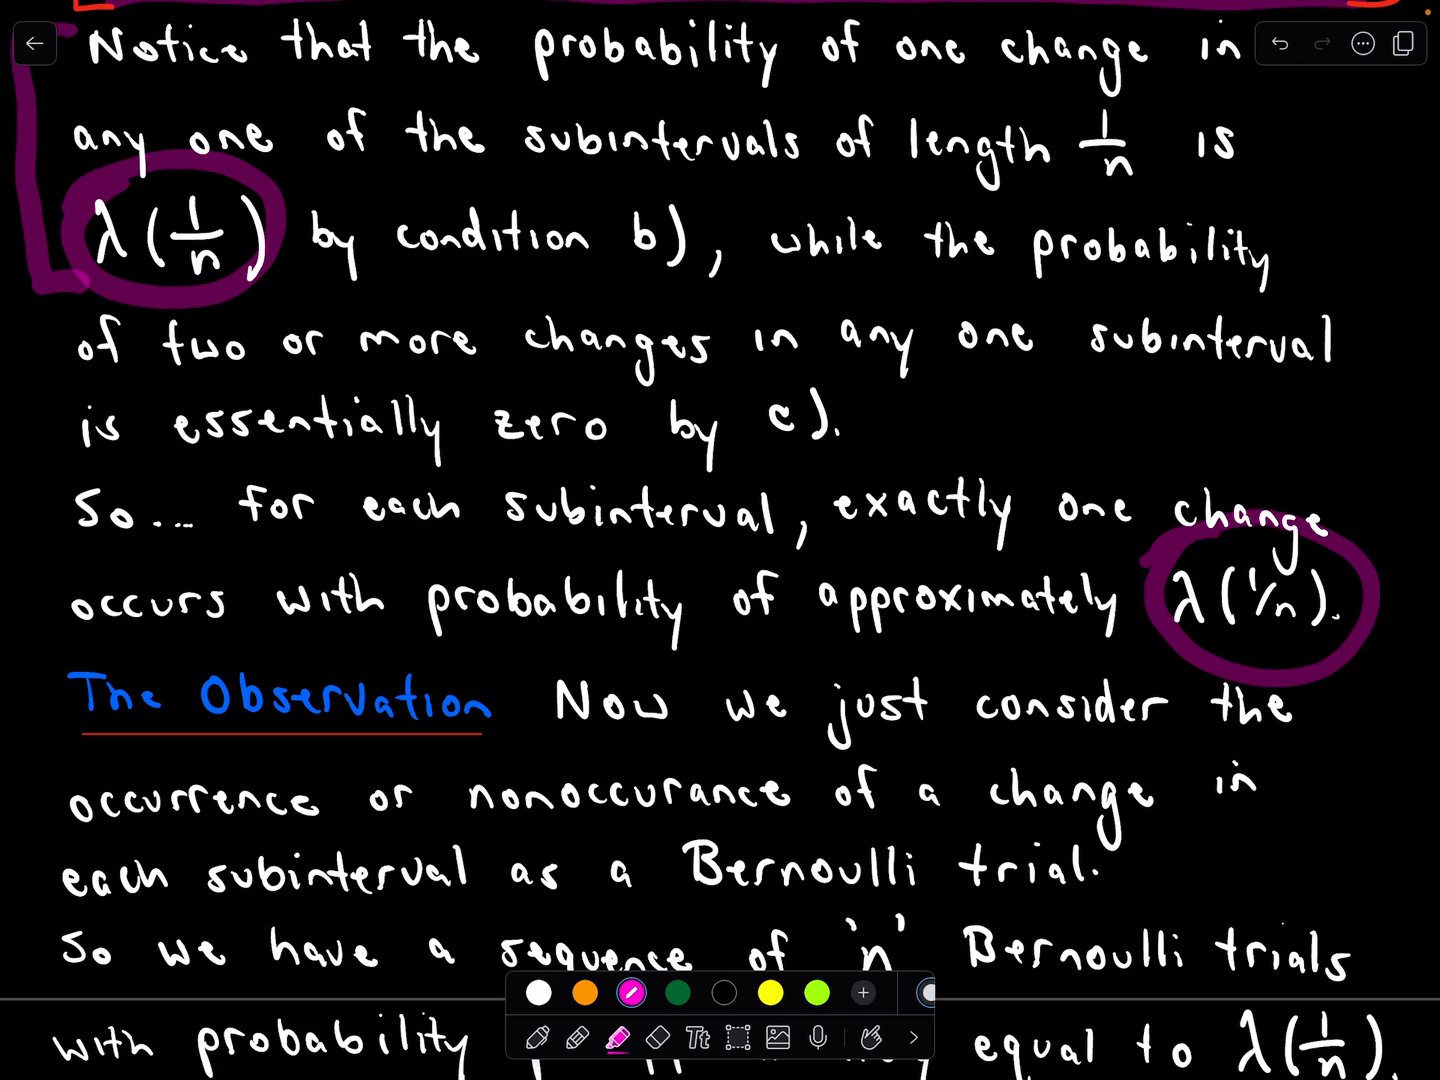 Notice that the probability of one change in
any one of the subintervals of length 1/n is
λ(1/n) by condition b), while the probability
of two or more changes in any one subinterval
is essentially zero by c).
So... for each subinterval, exactly one change
occurs with probability of approximately λ(1/n).
The Observation Now we just consider the
occurrence or nonoccurance of a change in
each subinterval as a Bernoulli trial.
So we have a sequence of 'n' Bernoulli trials
with probability equal to λ(1/n).
Tt